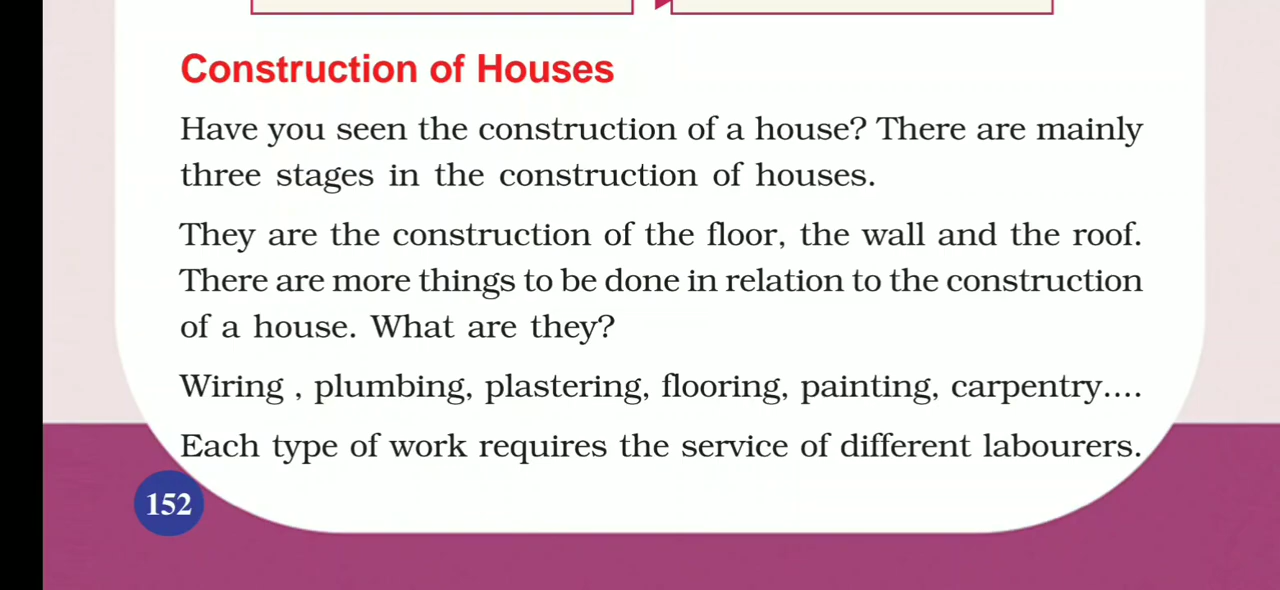 Construction of Houses
Have you seen the construction of a house? There are mainly
three stages in the construction of houses.
They are the construction of the floor, the wall and the roof.
There are more things to be done in relation to the construction
of a house. What are they?
Wiring , plumbing, plastering, flooring, painting, carpentry....
Each type of work requires the service of different labourers.
152